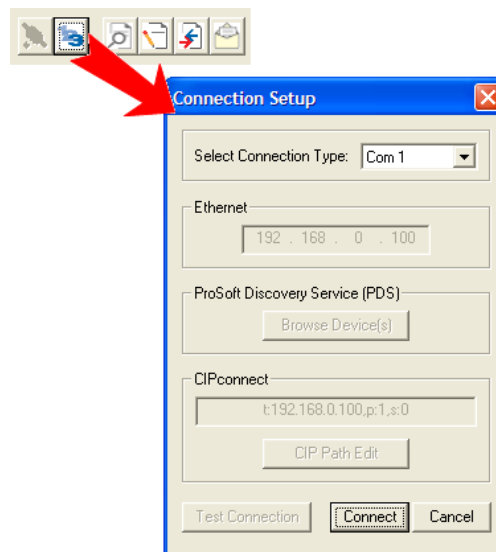 Connection Setup
Select Connection Type: Com 1
Ethernet
192 . 168 . 0 . 100
ProSoft Discovery Service (PDS)
Browse Device(s)
CIPconnect
t:192.168.0.100,p:1,s:0
CIP Path Edit
Test Connection Connect Cancel